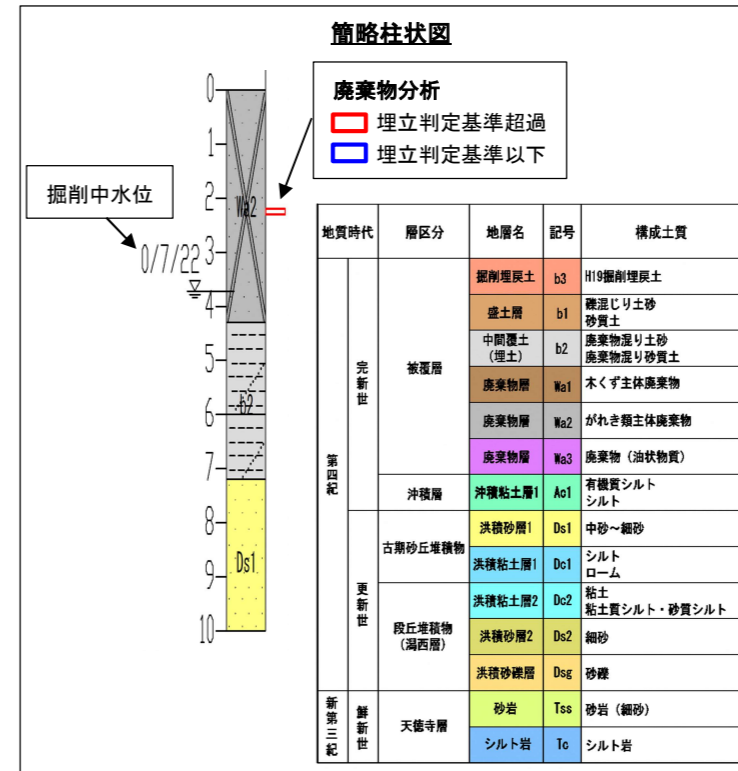 簡略柱状図
廃棄物分析
埋立判定基準超過
埋立判定基準以下
掘削中水位
0/7/22
0
1
2
3
4
5
6
7
8
9
10
Wa2
b2
Ds1
地質時代 層区分 地層名 記号 構成土質
第四紀 完新世 被覆層 掘削埋戻土 b3 H19掘削埋戻土
盛土層 b1 礫混じり土砂
砂質土
中間覆土
(埋土) b2 廃棄物混り土砂
廃棄物混り砂質土
廃棄物層 Wa1 木くず主体廃棄物
廃棄物層 Wa2 がれき類主体廃棄物
廃棄物層 Wa3 廃棄物(油状物質)
沖積層 沖積粘土層1 Ac1 有機質シルト
シルト
更新世 古期砂丘堆積物 洪積砂層1 Ds1 中砂～細砂
洪積粘土層1 Dc1 シルト
ローム
段丘堆積物
(潟西層) 洪積粘土層2 Dc2 粘土
粘土質シルト・砂質シルト
洪積砂層2 Ds2 細砂
洪積砂礫層 Dsg 砂礫
新第三紀 鮮新世 天徳寺層 砂岩 Tss 砂岩(細砂)
シルト岩 Tc シルト岩